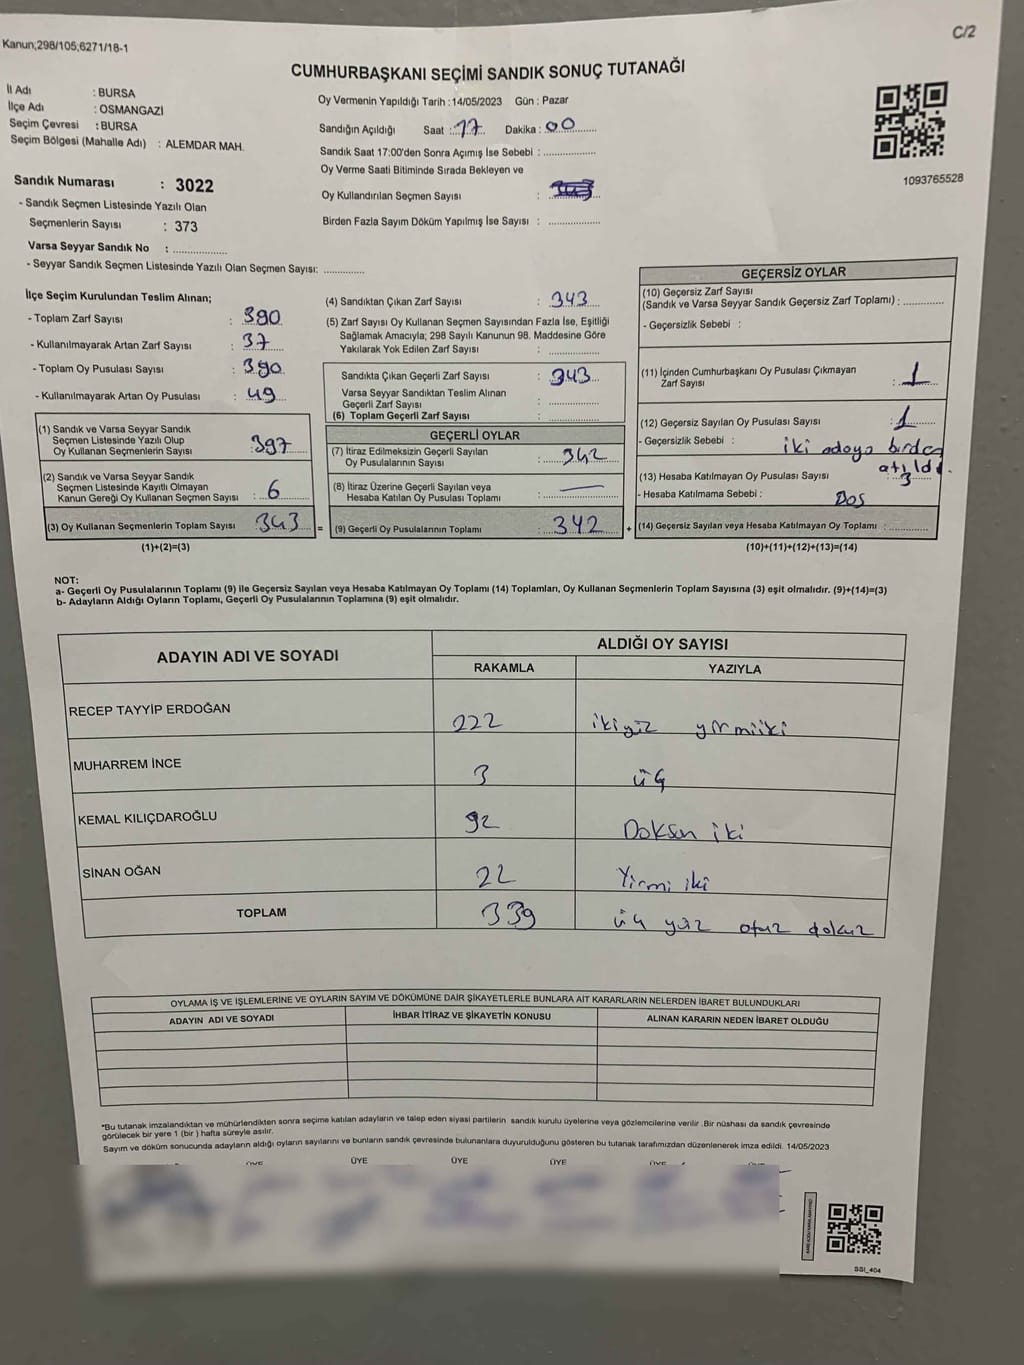 Kanun;298/105;6271/18-1
C/2
CUMHURBAŞKANI SEÇİMİ SANDIK SONUÇ TUTANAĞI
İl Adı : BURSA
İlçe Adı : OSMANGAZİ
Seçim Çevresi : BURSA
Seçim Bölgesi (Mahalle Adı) : ALEMDAR MAH.
Sandık Numarası : 3022
- Sandık Seçmen Listesinde Yazılı Olan
Seçmenlerin Sayısı : 373
Varsa Seyyar Sandık No : ..............
- Seyyar Sandık Seçmen Listesinde Yazılı Olan Seçmen Sayısı: ............
Oy Vermenin Yapıldığı Tarih : 14/05/2023 Gün : Pazar
Sandığın Açıldığı Saat : 17 Dakika : 00
Sandık Saat 17:00'den Sonra Açımış İse Sebebi : ..............
Oy Verme Saati Bitiminde Sırada Bekleyen ve
Oy Kullandırılan Seçmen Sayısı :
Birden Fazla Sayım Döküm Yapılmış İse Sayısı : ..............
1093765528
İlçe Seçim Kurulundan Teslim Alınan;
- Toplam Zarf Sayısı : 390
- Kullanılmayarak Artan Zarf Sayısı : 37
- Toplam Oy Pusulası Sayısı : 390
- Kullanılmayarak Artan Oy Pusulası : 49
(1) Sandık ve Varsa Seyyar Sandık
Seçmen Listesinde Yazılı Olup
Oy Kullanan Seçmenlerin Sayısı : 397
(2) Sandık ve Varsa Seyyar Sandık
Seçmen Listesinde Kayıtlı Olmayan
Kanun Gereği Oy Kullanan Seçmen Sayısı : 6
(3) Oy Kullanan Seçmenlerin Toplam Sayısı : 343 =
(1)+(2)=(3)
(4) Sandıktan Çıkan Zarf Sayısı : 343
(5) Zarf Sayısı Oy Kullanan Seçmen Sayısından Fazla İse, Eşitliği
Sağlamak Amacıyla; 298 Sayılı Kanunun 98. Maddesine Göre
Yakılarak Yok Edilen Zarf Sayısı : ..............
Sandıkta Çıkan Geçerli Zarf Sayısı : 343
Varsa Seyyar Sandıktan Teslim Alınan
Geçerli Zarf Sayısı : ..............
(6) Toplam Geçerli Zarf Sayısı : ..............
GEÇERLİ OYLAR
(7) İtiraz Edilmeksizin Geçerli Sayılan
Oy Pusulalarının Sayısı : 342
(8) İtiraz Üzerine Geçerli Sayılan veya
Hesaba Katılan Oy Pusulası Toplamı : —
(9) Geçerli Oy Pusulalarının Toplamı : 342 +
GEÇERSİZ OYLAR
(10) Geçersiz Zarf Sayısı
(Sandık ve Varsa Seyyar Sandık Geçersiz Zarf Toplamı) : ............
- Geçersizlik Sebebi :
(11) İçinden Cumhurbaşkanı Oy Pusulası Çıkmayan
Zarf Sayısı : 1
(12) Geçersiz Sayılan Oy Pusulası Sayısı : 1
- Geçersizlik Sebebi : iki adaya birden
atıldı.
(13) Hesaba Katılmayan Oy Pusulası Sayısı 3
- Hesaba Katılmama Sebebi : Boş
(14) Geçersiz Sayılan veya Hesaba Katılmayan Oy Toplamı : ............
(10)+(11)+(12)+(13)=(14)
NOT:
a- Geçerli Oy Pusulalarının Toplamı (9) ile Geçersiz Sayılan veya Hesaba Katılmayan Oy Toplamı (14) Toplamları, Oy Kullanan Seçmenlerin Toplam Sayısına (3) eşit olmalıdır. (9)+(14)=(3)
b- Adayların Aldığı Oyların Toplamı, Geçerli Oy Pusulalarının Toplamına (9) eşit olmalıdır.
ADAYIN ADI VE SOYADI ALDIĞI OY SAYISI
RAKAMLA YAZIYLA
RECEP TAYYİP ERDOĞAN 222 ikiyüz yirmiiki
MUHARREM İNCE 3 üç
KEMAL KILIÇDAROĞLU 92 Doksan iki
SİNAN OĞAN 22 Yirmi iki
TOPLAM 339 üç yüz otuz dokuz
OYLAMA İŞ VE İŞLEMLERİNE VE OYLARIN SAYIM VE DÖKÜMÜNE DAİR ŞİKAYETLERLE BUNLARA AİT KARARLARIN NELERDEN İBARET BULUNDUKLARI
ADAYIN ADI VE SOYADI İHBAR İTİRAZ VE ŞİKAYETİN KONUSU ALINAN KARARIN NEDEN İBARET OLDUĞU
*Bu tutanak imzalandıktan ve mühürlendikten sonra seçime katılan adayların ve talep eden siyasi partilerin sandık kurulu üyelerine veya gözlemcilerine verilir .Bir nüshası da sandık çevresinde
görülecek bir yere 1 (bir ) hafta süreyle asılır.
Sayım ve döküm sonucunda adayların aldığı oyların sayılarını ve bunların sandık çevresinde bulunanlara duyurulduğunu gösteren bu tutanak tarafımızdan düzenlenerek imza edildi. 14/05/2023
ÜYE ÜYE ÜYE ÜYE ÜYE
SSI_404